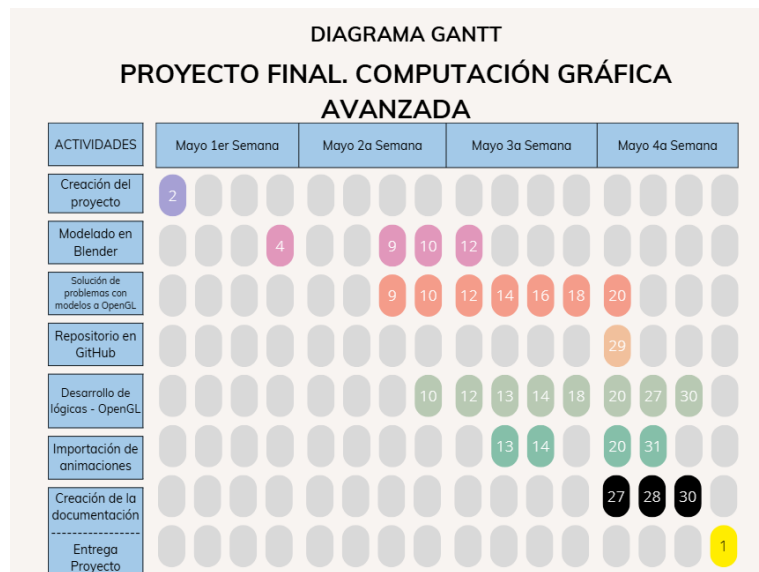 DIAGRAMA GANTT
PROYECTO FINAL. COMPUTACIÓN GRÁFICA
AVANZADA
ACTIVIDADES
Mayo 1er Semana
Mayo 2a Semana
Mayo 3a Semana
Mayo 4a Semana
Creación del
proyecto
2
Modelado en
Blender
4 9 10 12
Solución de
problemas con
modelos a OpenGL
9 10 12 14 16 18 20
Repositorio en
GitHub
29
Desarrollo de
lógicas - OpenGL
10 12 13 14 18 20 27 30
Importación de
animaciones
13 14 20 31
Creación de la
documentación
27 28 30
----------------
Entrega
Proyecto
1